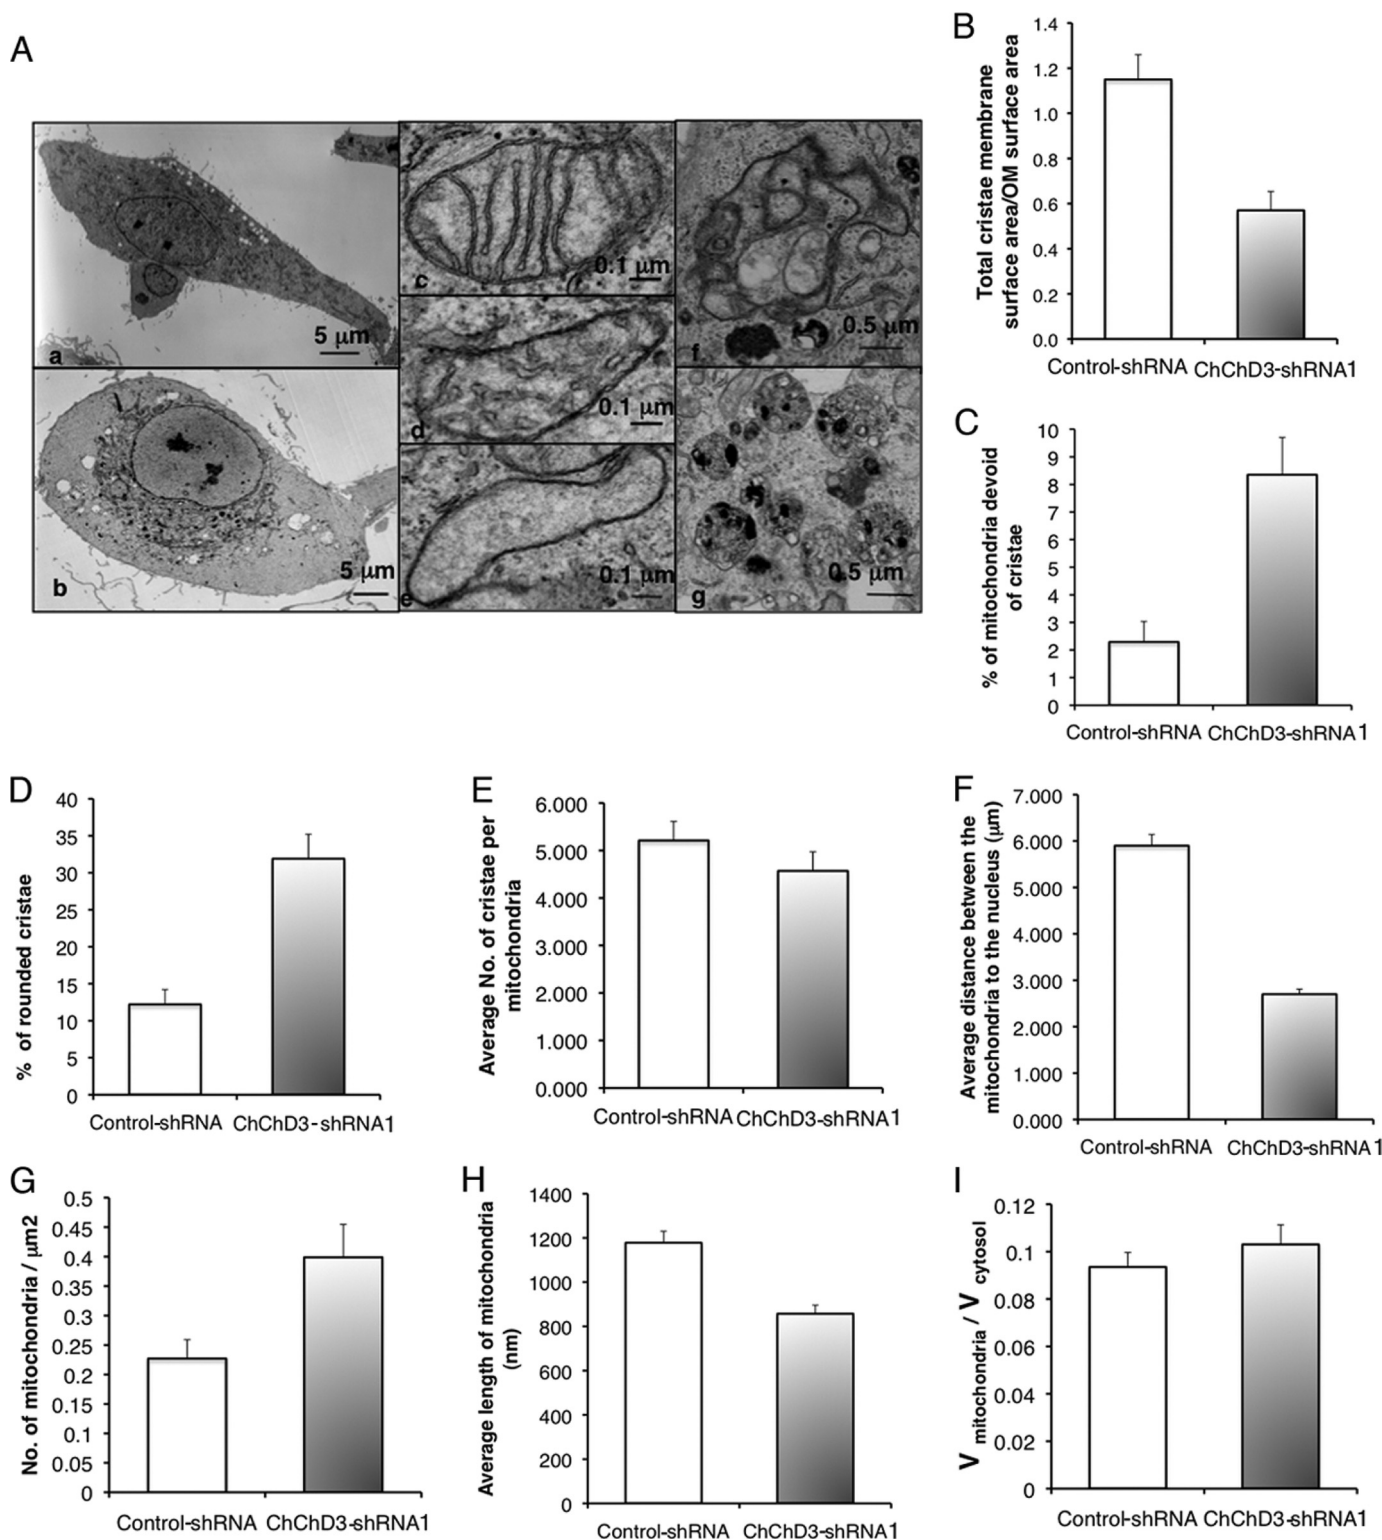 A
a
5 μm
b
5 μm
c
0.1 μm
d
0.1 μm
e
0.1 μm
f
0.5 μm
g
0.5 μm
B
Total cristae membrane
surface area/OM surface area
1.4
1.2
1.0
0.8
0.6
0.4
0.2
0.0
Control-shRNA ChChD3-shRNA1
C
% of mitochondria devoid
of cristae
10
9
8
7
6
5
4
3
2
1
0
Control-shRNA ChChD3-shRNA1
D
% of rounded cristae
40
35
30
25
20
15
10
5
0
Control-shRNA ChChD3-shRNA1
E
Average No. of cristae per
mitochondria
6.000
5.000
4.000
3.000
2.000
1.000
0.000
Control-shRNA ChChD3-shRNA1
F
Average distance between the
mitochondria to the nucleus (μm)
7.000
6.000
5.000
4.000
3.000
2.000
1.000
0.000
Control-shRNA ChChD3-shRNA1
G
No. of mitochondria / μm2
0.5
0.45
0.4
0.35
0.3
0.25
0.2
0.15
0.1
0.05
0
Control-shRNA ChChD3-shRNA1
H
Average length of mitochondria
(nm)
1400
1200
1000
800
600
400
200
0
Control-shRNA ChChD3-shRNA1
I
V mitochondria / V cytosol
0.12
0.1
0.08
0.06
0.04
0.02
0
Control-shRNA ChChD3-shRNA1